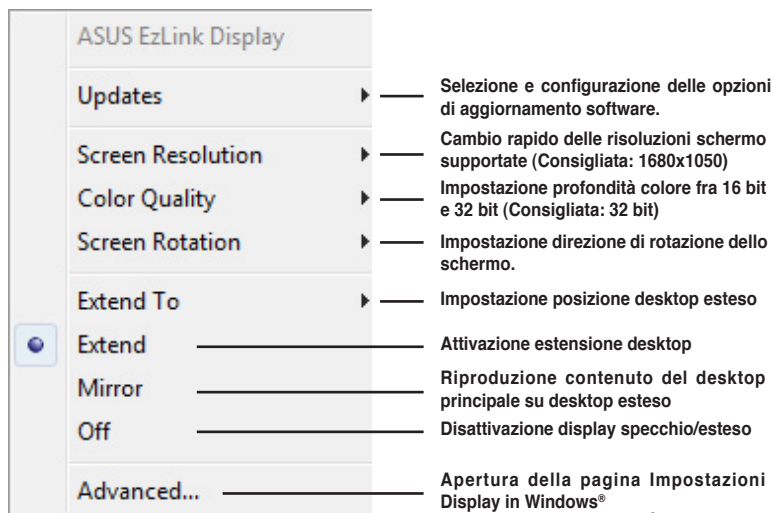 ASUS EzLink Display
Updates
Selezione e configurazione delle opzioni
di aggiornamento software.
Screen Resolution
Cambio rapido delle risoluzioni schermo
supportate (Consigliata: 1680x1050)
Color Quality
Impostazione profondità colore fra 16 bit
e 32 bit (Consigliata: 32 bit)
Screen Rotation
Impostazione direzione di rotazione dello
schermo.
Extend To
Impostazione posizione desktop esteso
Extend
Attivazione estensione desktop
Mirror
Riproduzione contenuto del desktop
principale su desktop esteso
Off
Disattivazione display specchio/esteso
Advanced...
Apertura della pagina Impostazioni
Display in Windows®